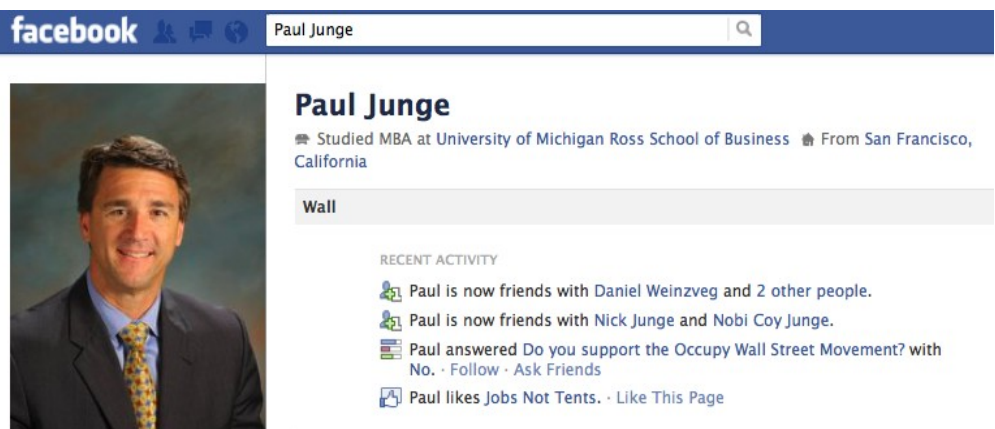 facebook Paul Junge
Paul Junge
Studied MBA at University of Michigan Ross School of Business From San Francisco,
California
Wall
RECENT ACTIVITY
Paul is now friends with Daniel Weinzveg and 2 other people.
Paul is now friends with Nick Junge and Nobi Coy Junge.
Paul answered Do you support the Occupy Wall Street Movement? with
No. · Follow · Ask Friends
Paul likes Jobs Not Tents. · Like This Page